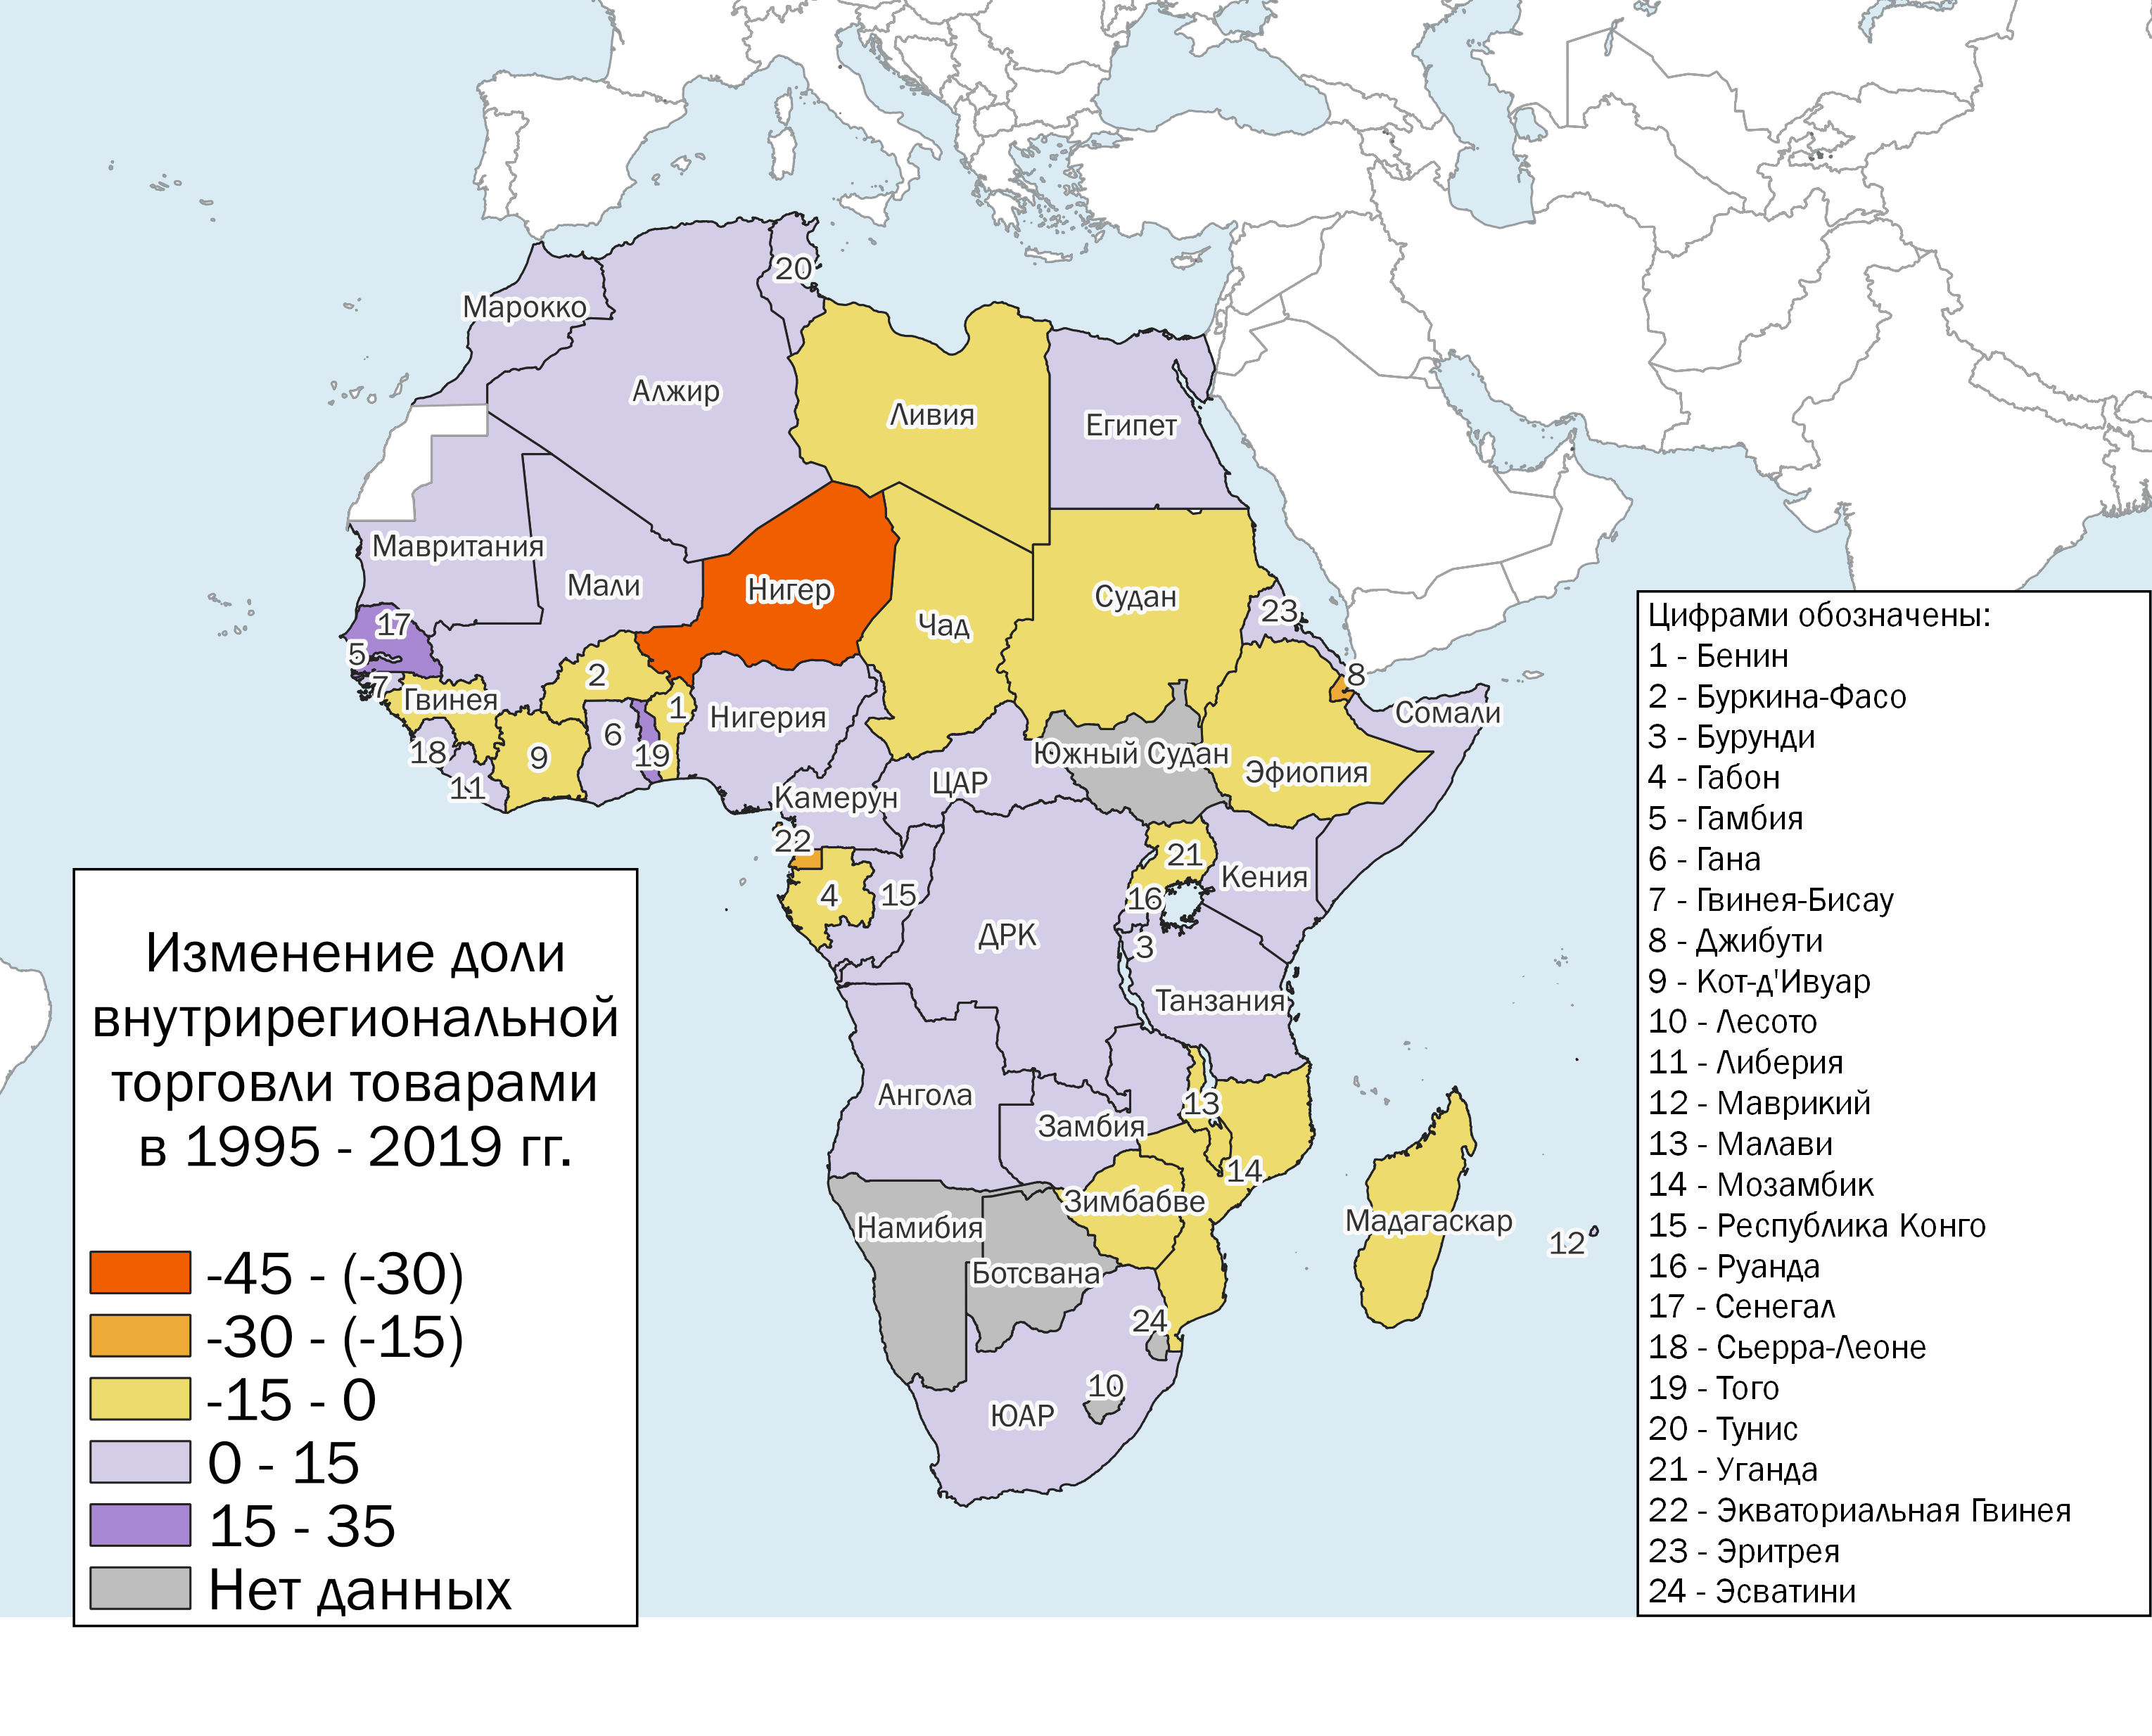 20
Марокко
Алжир
Ливия
Египет
Мавритания
Мали
Нигер
Чад
Судан
23
17
5
7
Гвинея
2
1
8
Нигерия
Сомали
6
18
9
19
11
Южный Судан
ЦАР
Эфиопия
Камерун
22
21
Кения
4
15
16
ДРК
3
Танзания
Ангола
13
Замбия
14
Зимбабве
Намибия
Мадагаскар
12
Ботсвана
24
10
ЮАР
Изменение доли
внутрирегиональной
торговли товарами
в 1995 - 2019 гг.
-45 - (-30)
-30 - (-15)
-15 - 0
0 - 15
15 - 35
Нет данных
Цифрами обозначены:
1 - Бенин
2 - Буркина-Фасо
3 - Бурунди
4 - Габон
5 - Гамбия
6 - Гана
7 - Гвинея-Бисау
8 - Джибути
9 - Кот-д'Ивуар
10 - Лесото
11 - Либерия
12 - Маврикий
13 - Малави
14 - Мозамбик
15 - Республика Конго
16 - Руанда
17 - Сенегал
18 - Сьерра-Леоне
19 - Того
20 - Тунис
21 - Уганда
22 - Экваториальная Гвинея
23 - Эритрея
24 - Эсватини